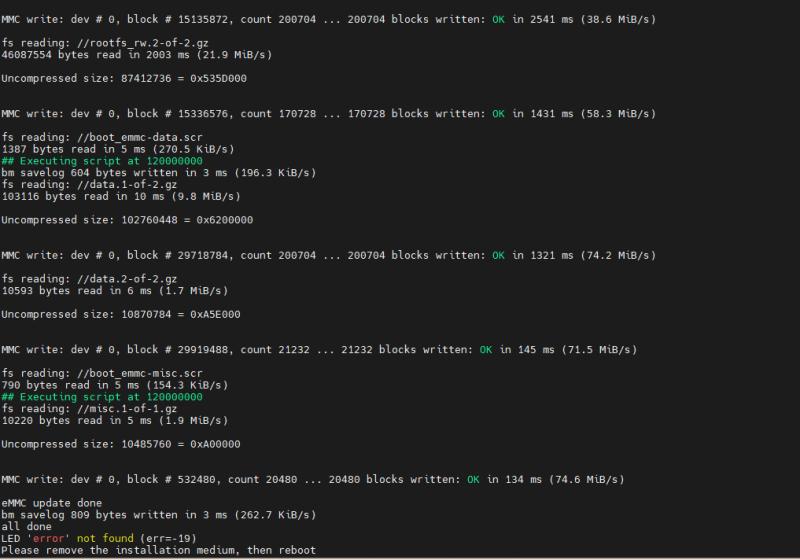 MMC write: dev # 0, block # 15135872, count 200704 ... 200704 blocks written: OK in 2541 ms (38.6 MiB/s)
fs reading: //rootfs_rw.2-of-2.gz
46087554 bytes read in 2003 ms (21.9 MiB/s)
Uncompressed size: 87412736 = 0x535D000
MMC write: dev # 0, block # 15336576, count 170728 ... 170728 blocks written: OK in 1431 ms (58.3 MiB/s)
fs reading: //boot_emmc-data.scr
1387 bytes read in 5 ms (270.5 KiB/s)
## Executing script at 120000000
bm savelog 604 bytes written in 3 ms (196.3 KiB/s)
fs reading: //data.1-of-2.gz
103116 bytes read in 10 ms (9.8 MiB/s)
Uncompressed size: 102760448 = 0x6200000
MMC write: dev # 0, block # 29718784, count 200704 ... 200704 blocks written: OK in 1321 ms (74.2 MiB/s)
fs reading: //data.2-of-2.gz
10593 bytes read in 6 ms (1.7 MiB/s)
Uncompressed size: 10870784 = 0xA5E000
MMC write: dev # 0, block # 29919488, count 21232 ... 21232 blocks written: OK in 145 ms (71.5 MiB/s)
fs reading: //boot_emmc-misc.scr
790 bytes read in 5 ms (154.3 KiB/s)
## Executing script at 120000000
fs reading: //misc.1-of-1.gz
10220 bytes read in 5 ms (1.9 MiB/s)
Uncompressed size: 10485760 = 0xA00000
MMC write: dev # 0, block # 532480, count 20480 ... 20480 blocks written: OK in 134 ms (74.6 MiB/s)
eMMC update done
bm savelog 809 bytes written in 3 ms (262.7 KiB/s)
all done
LED 'error' not found (err=-19)
Please remove the installation medium, then reboot